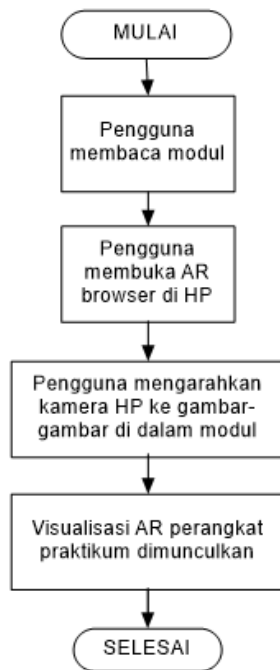 MULAI
Pengguna
membaca modul
Pengguna
membuka AR
browser di HP
Pengguna mengarahkan
kamera HP ke gambar-
gambar di dalam modul
Visualisasi AR perangkat
praktikum dimunculkan
SELESAI